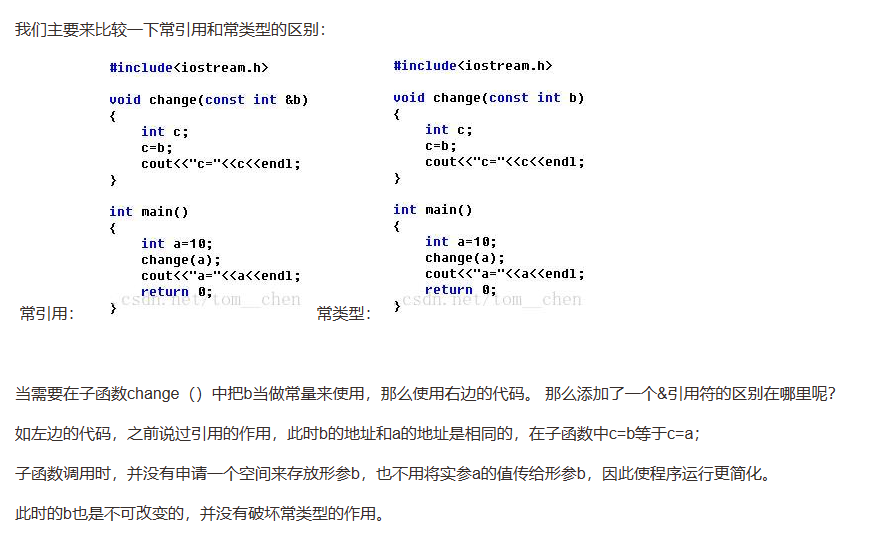 我们主要来比较一下常引用和常类型的区别：
#include<iostream.h>
void change(const int &b)
{
int c;
c=b;
cout<<"c="<<c<<endl;
}
int main()
{
int a=10;
change(a);
cout<<"a="<<a<<endl;
return 0;
}
csdn.net/tom__chen
常引用：
#include<iostream.h>
void change(const int b)
{
int c;
c=b;
cout<<"c="<<c<<endl;
}
int main()
{
int a=10;
change(a);
cout<<"a="<<a<<endl;
return 0;
}
csdn.net/tom__chen
常类型：
当需要在子函数change（）中把b当做常量来使用，那么使用右边的代码。 那么添加了一个&引用符的区别在哪里呢？
如左边的代码，之前说过引用的作用，此时b的地址和a的地址是相同的，在子函数中c=b等于c=a；
子函数调用时，并没有申请一个空间来存放形参b，也不用将实参a的值传给形参b，因此使程序运行更简化。
此时的b也是不可改变的，并没有破坏常类型的作用。